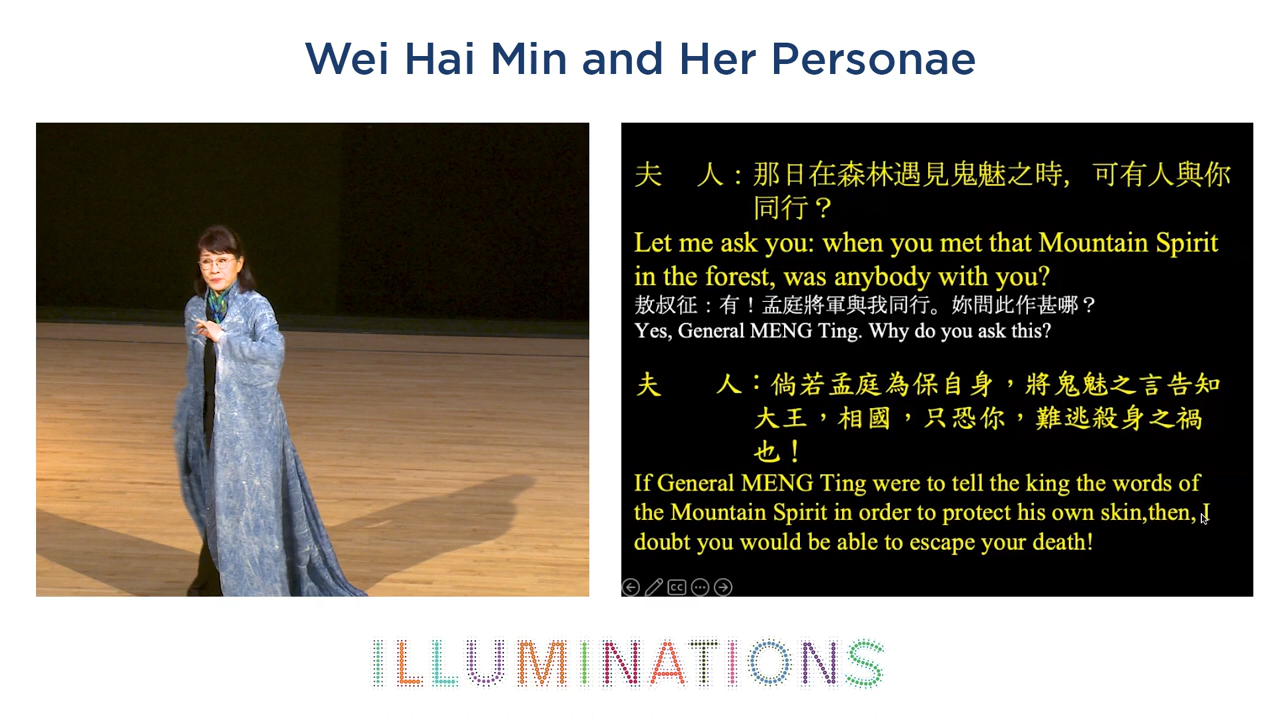 Wei Hai Min and Her Personae
夫 人：那日在森林遇見鬼魅之時，可有人與你
同行？
Let me ask you: when you met that Mountain Spirit
in the forest, was anybody with you?
敖叔征：有！孟庭將軍與我同行。妳問此作甚哪？
Yes, General MENG Ting. Why do you ask this?
夫 人：倘若孟庭為保自身，將鬼魅之言告知
大王，相國，只恐你，難逃殺身之禍
也！
If General MENG Ting were to tell the king the words of
the Mountain Spirit in order to protect his own skin,then, I
doubt you would be able to escape your death!
CC
ILLUMINATIONS